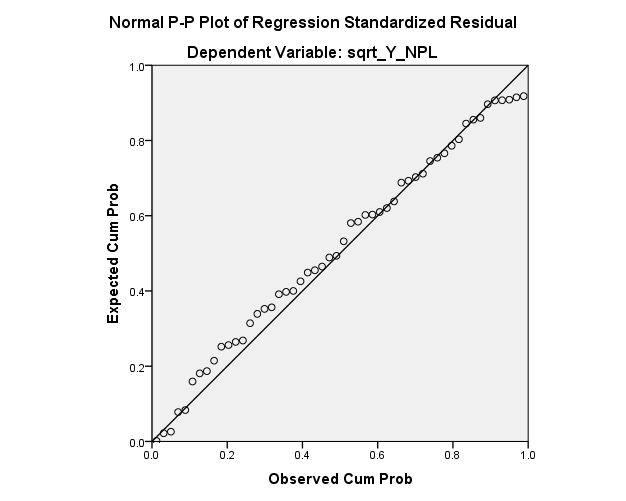 Normal P-P Plot of Regression Standardized Residual
Dependent Variable: sqrt_Y_NPL
1.0
0.8
0.6
0.4
0.2
0.0
Expected Cum Prob
0.0 0.2 0.4 0.6 0.8 1.0
Observed Cum Prob